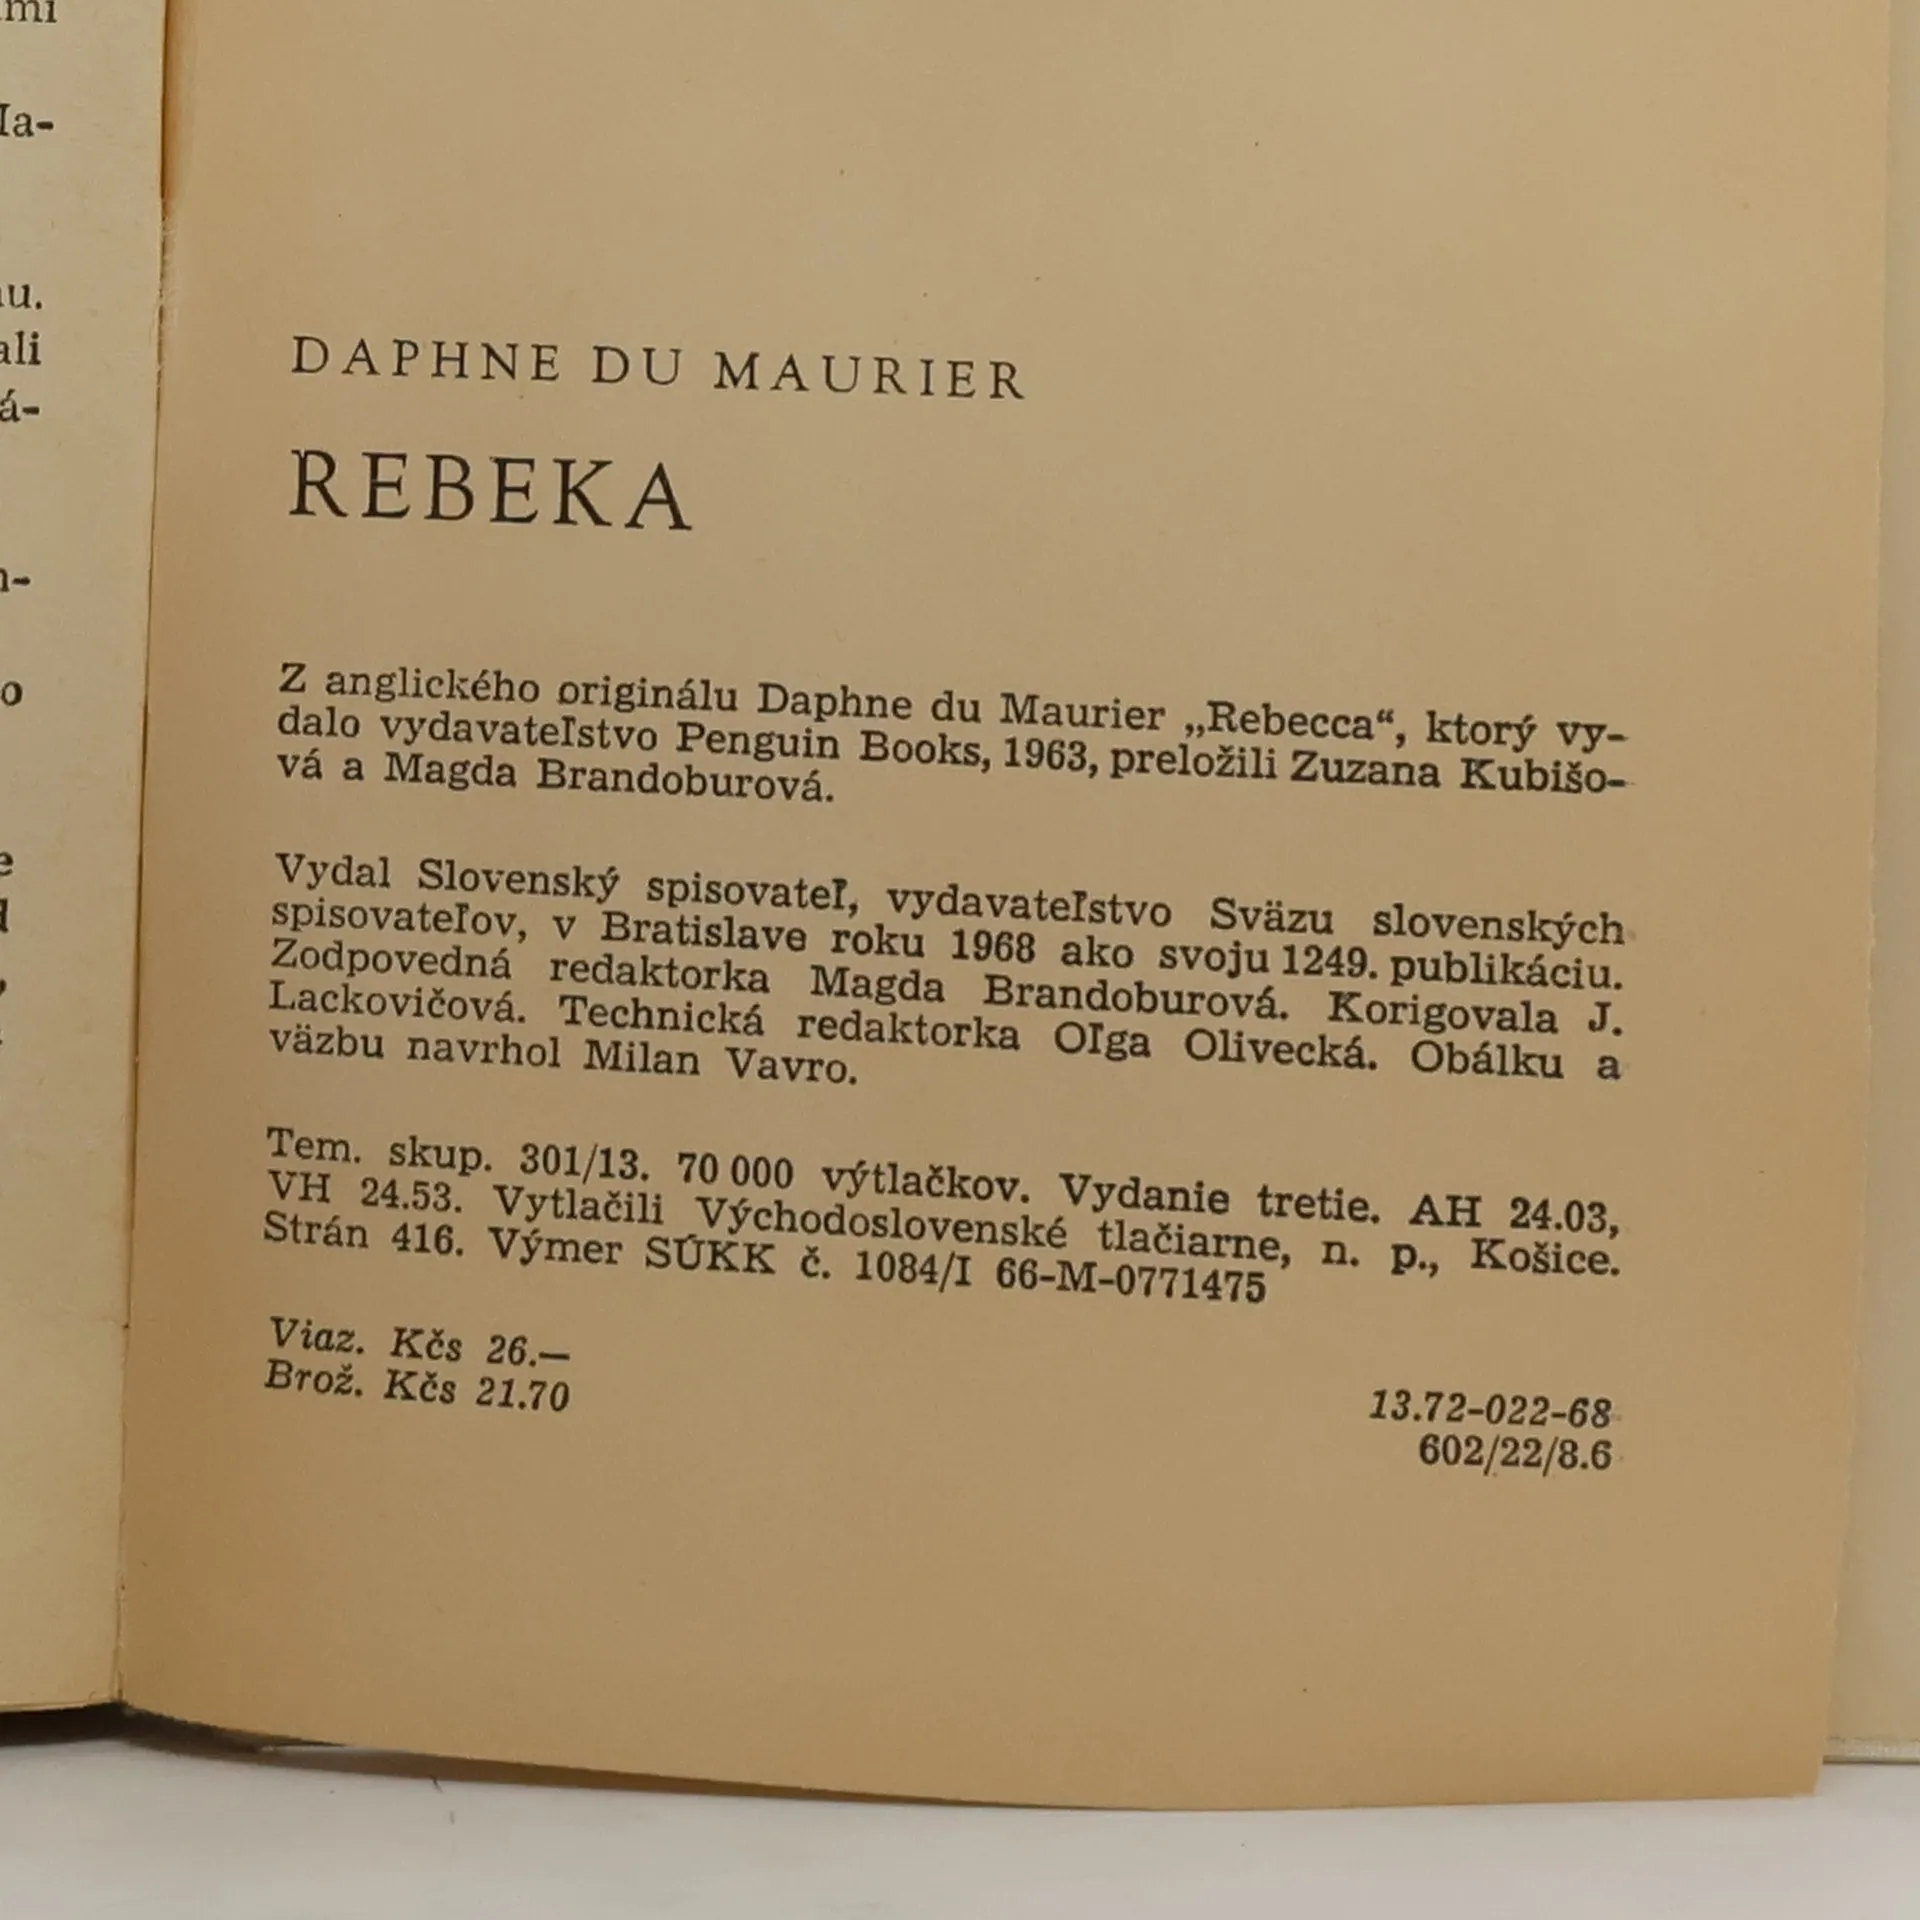 mi
au.
ali
á-
o
e
DAPHNE DU MAURIER
REBEKA
Z anglického originálu Daphne du Maurier „Rebecca“, ktorý vy-
dalo vydavateľstvo Penguin Books, 1963, preložili Zuzana Kubišo-
vá a Magda Brandoburová.
Vydal Slovenský spisovateľ, vydavateľstvo Sväzu slovenských
spisovateľov, v Bratislave roku 1968 ako svoju 1249. publikáciu.
Zodpovedná redaktorka Magda Brandoburová. Korigovala J.
Lackovičová. Technická redaktorka Oľga Olivecká. Obálku a
väzbu navrhol Milan Vavro.
Tem. skup. 301/13. 70 000 výtlačkov. Vydanie tretie. AH 24.03,
VH 24.53. Vytlačili Východoslovenské tlačiarne, n. p., Košice.
Strán 416. Výmer SÚKK č. 1084/I 66-M-0771475
Viaz. Kčs 26.—
Brož. Kčs 21.70
13.72-022-68
602/22/8.6